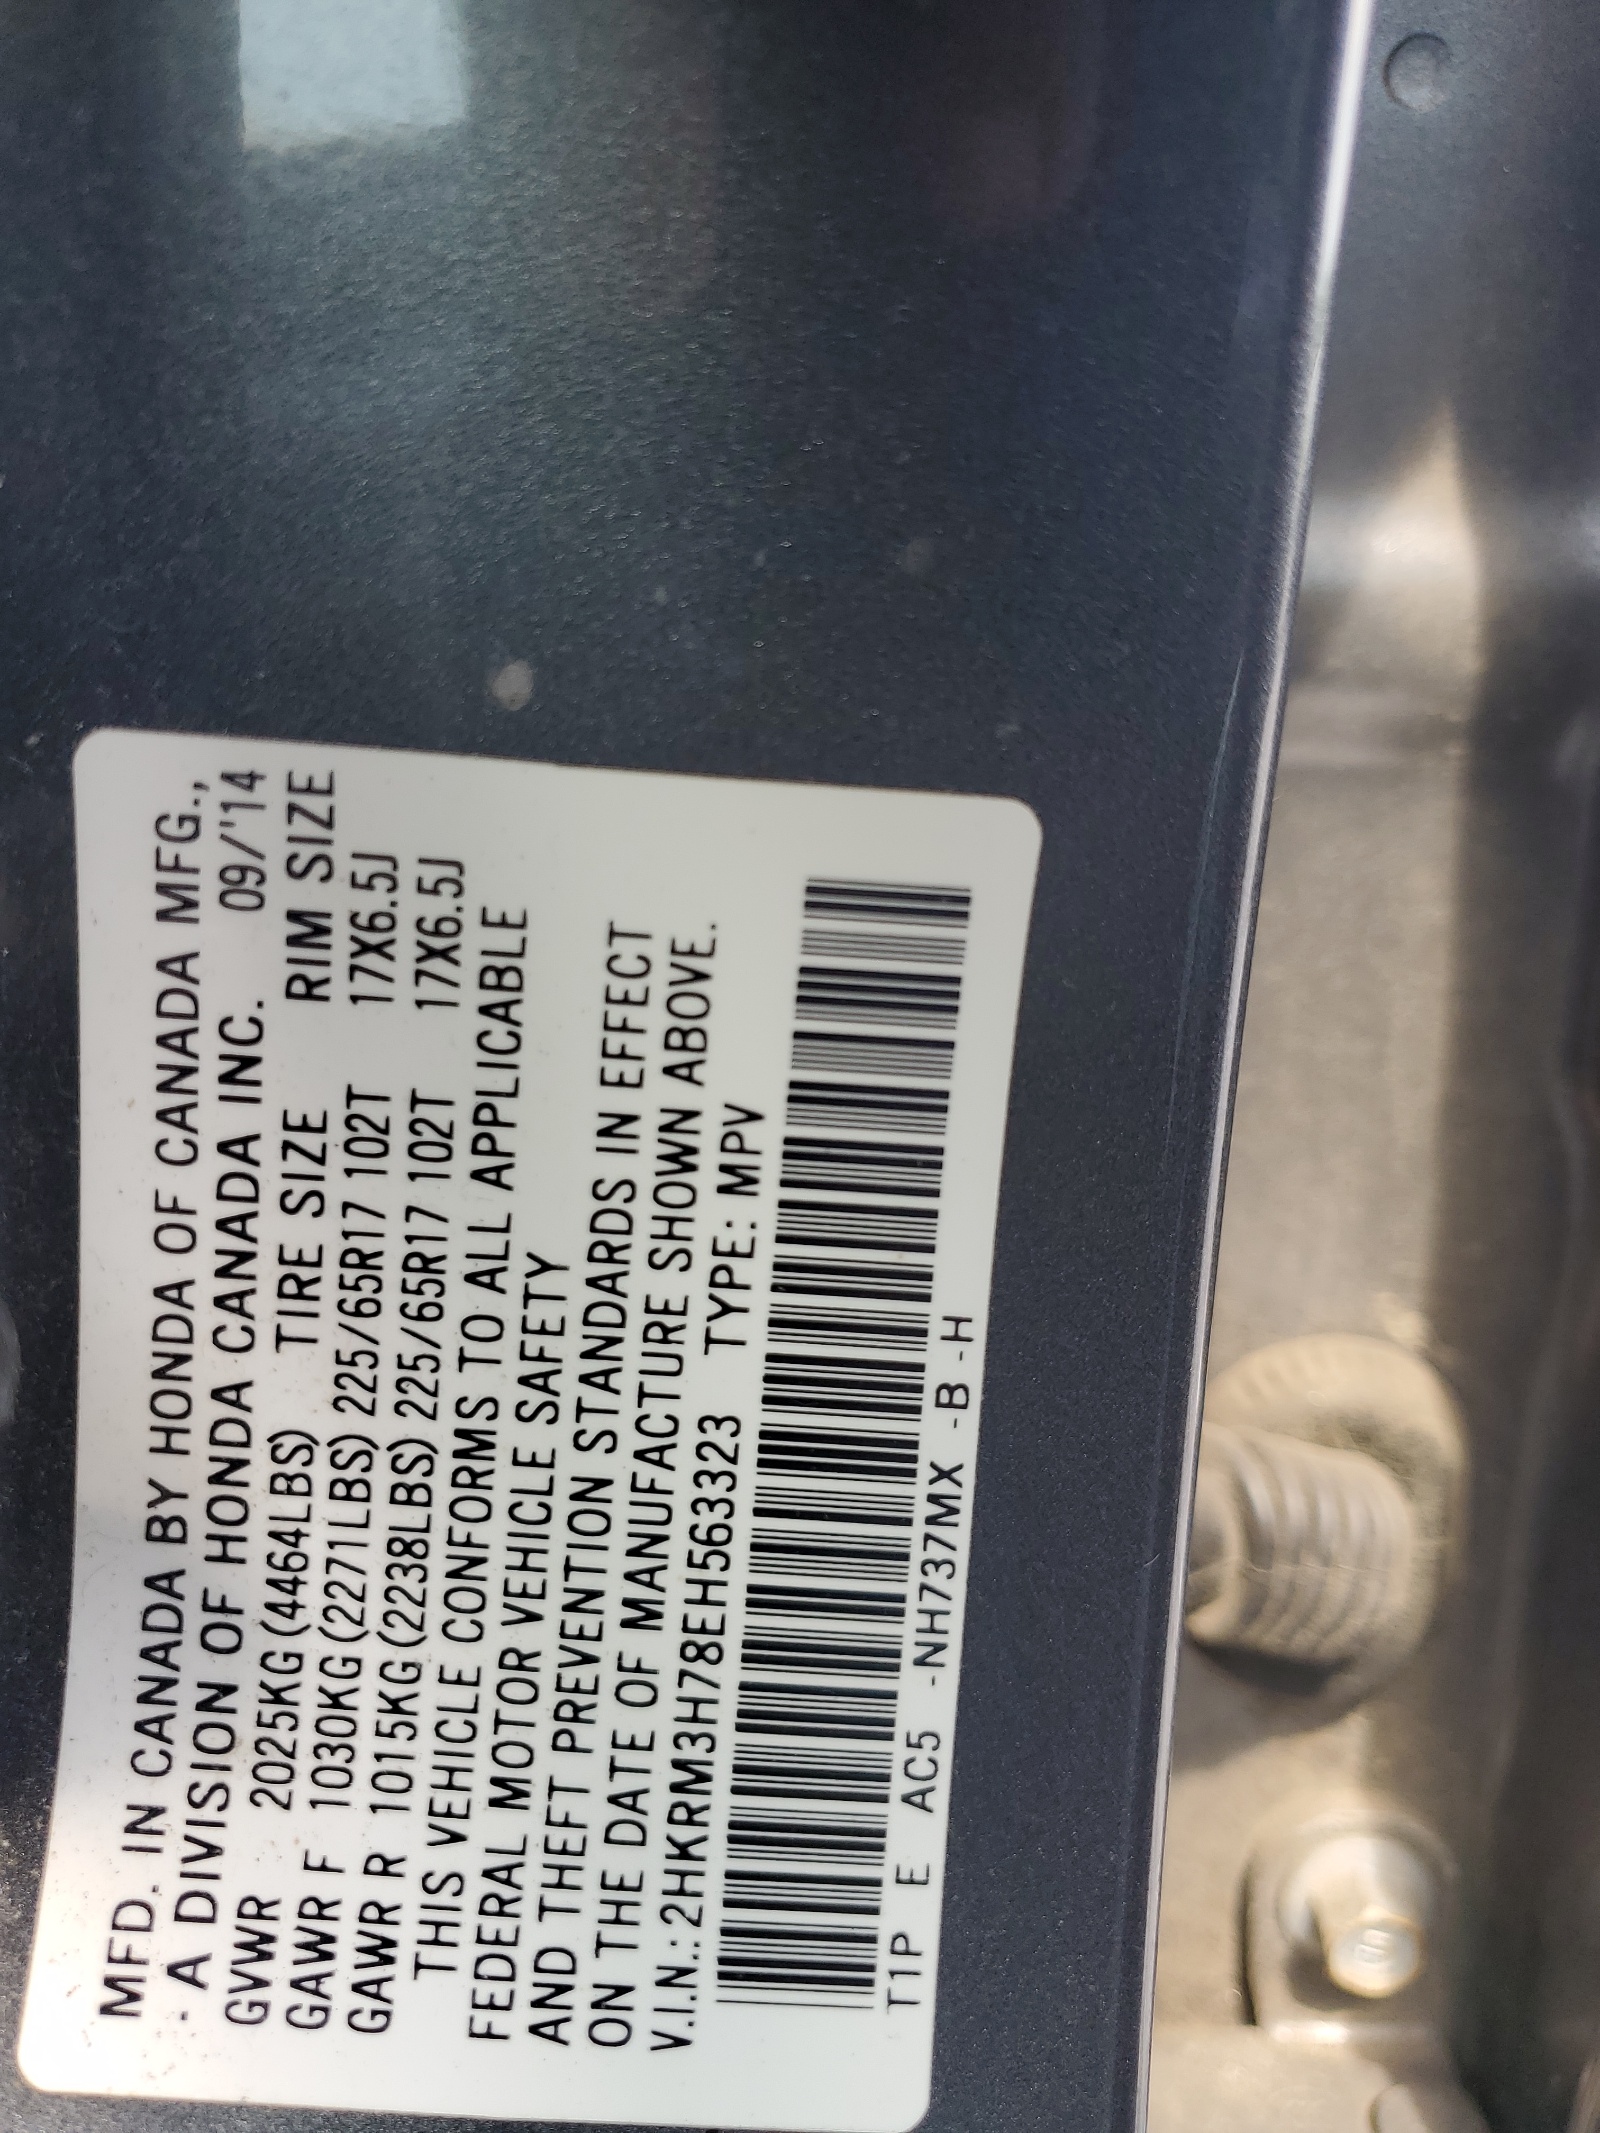 MFD. IN CANADA BY HONDA OF CANADA MFG.,
- A DIVISION OF HONDA CANADA INC. 09/'14
GVWR 2025KG (4464LBS) TIRE SIZE RIM SIZE
GAWR F 1030KG (2271LBS) 225/65R17 102T 17X6.5J
GAWR R 1015KG (2238LBS) 225/65R17 102T 17X6.5J
THIS VEHICLE CONFORMS TO ALL APPLICABLE
FEDERAL MOTOR VEHICLE SAFETY
AND THEFT PREVENTION STANDARDS IN EFFECT
ON THE DATE OF MANUFACTURE SHOWN ABOVE.
V.I.N.: 2HKRM3H78EH563323 TYPE: MPV
T1P E AC5 -NH737MX -B -H